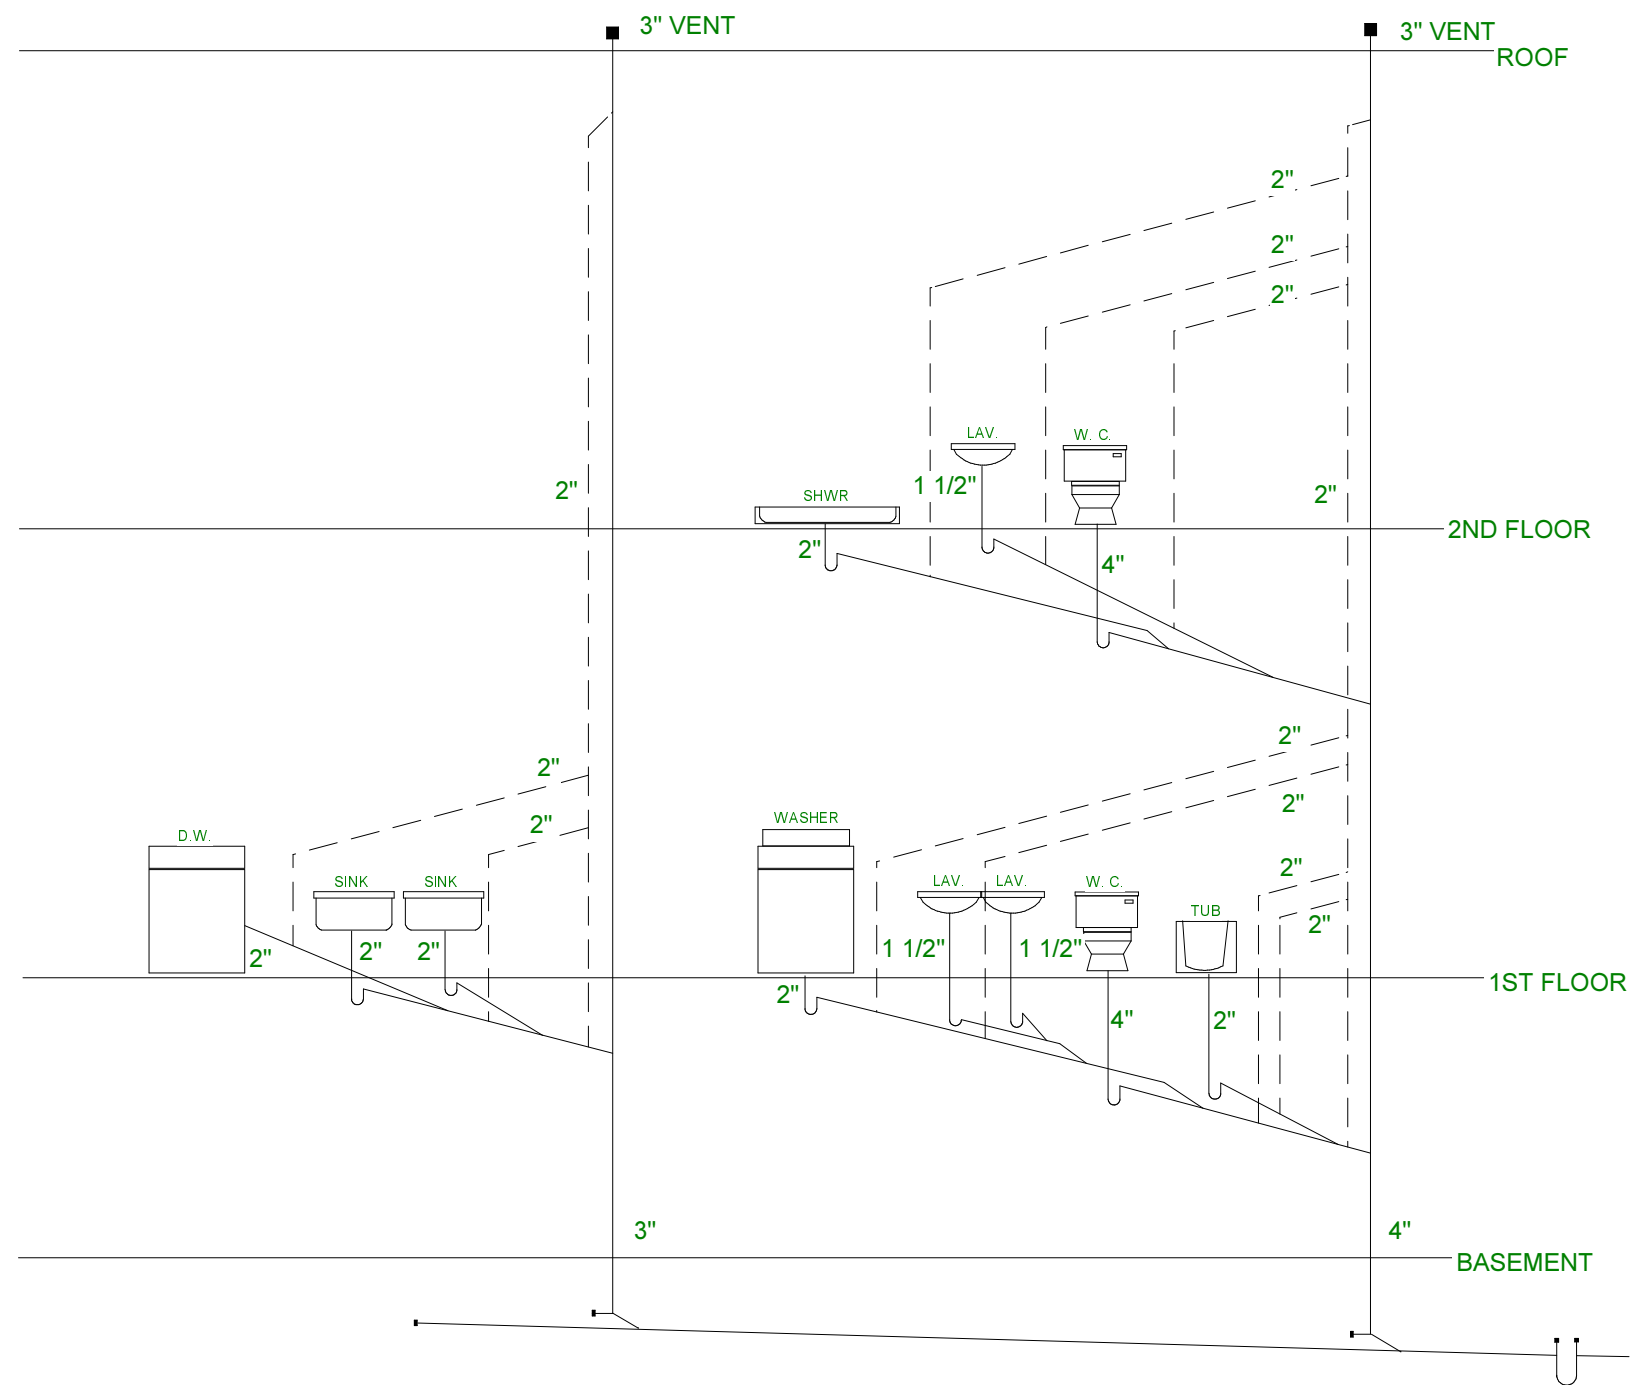 3" VENT
3" VENT
ROOF
2"
2"
2"
LAV.
W. C.
1 1/2"
2"
2"
SHWR
2ND FLOOR
2"
4"
2"
2"
2"
2"
WASHER
2"
D.W.
2"
SINK
SINK
LAV.
LAV.
W. C.
TUB
2"
2"
2"
2"
1 1/2"
1 1/2"
1ST FLOOR
2"
4"
2"
3"
4"
BASEMENT